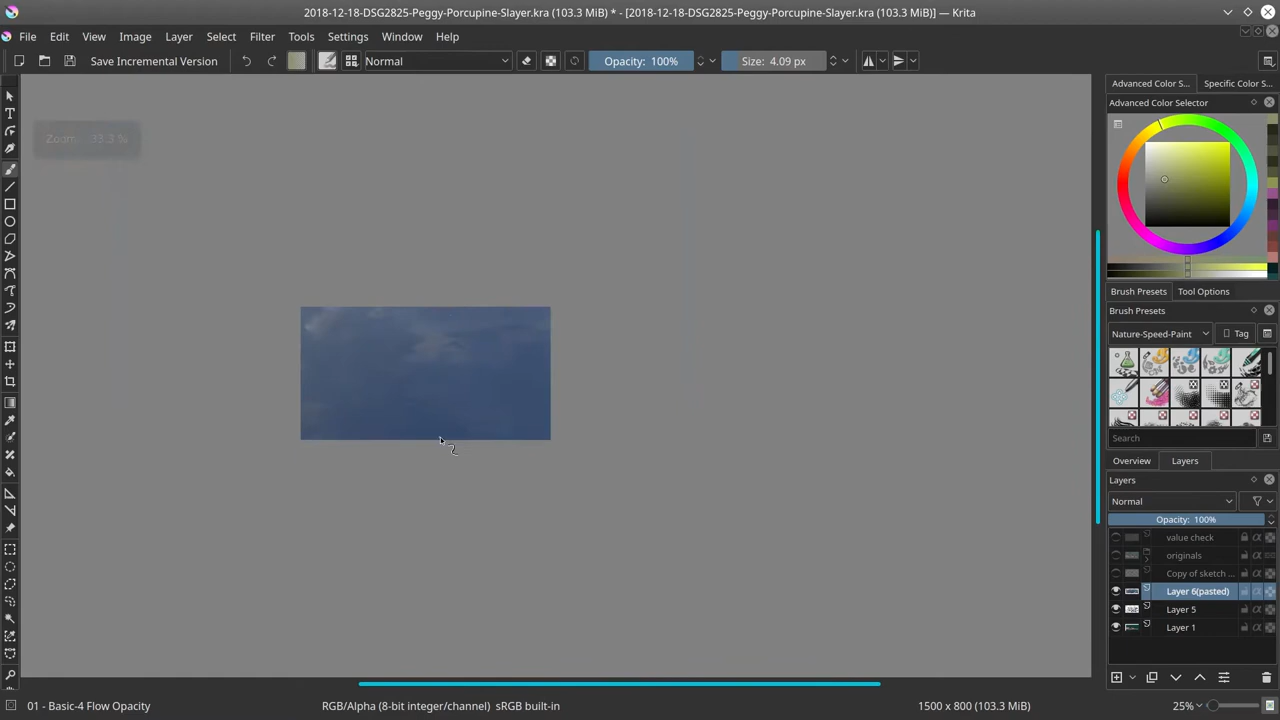 2018-12-18-DSG2825-Peggy-Porcupine-Slayer.kra (103.3 MiB) * - [2018-12-18-DSG2825-Peggy-Porcupine-Slayer.kra (103.3 MiB)] — Krita
File Edit View Image Layer Select Filter Tools Settings Window Help
Save Incremental Version
Normal
Opacity: 100%
Size: 4.09 px
Advanced Color S...
Specific Color S...
Advanced Color Selector
Zoom: 33.3 %
Brush Presets
Tool Options
Brush Presets
Nature-Speed-Paint
Tag
Search
Overview
Layers
Layers
Normal
Opacity: 100%
value check
originals
Copy of sketch ...
Layer 6(pasted)
Layer 5
Layer 1
01 - Basic-4 Flow Opacity
RGB/Alpha (8-bit integer/channel) sRGB built-in
1500 x 800 (103.3 MiB)
25%